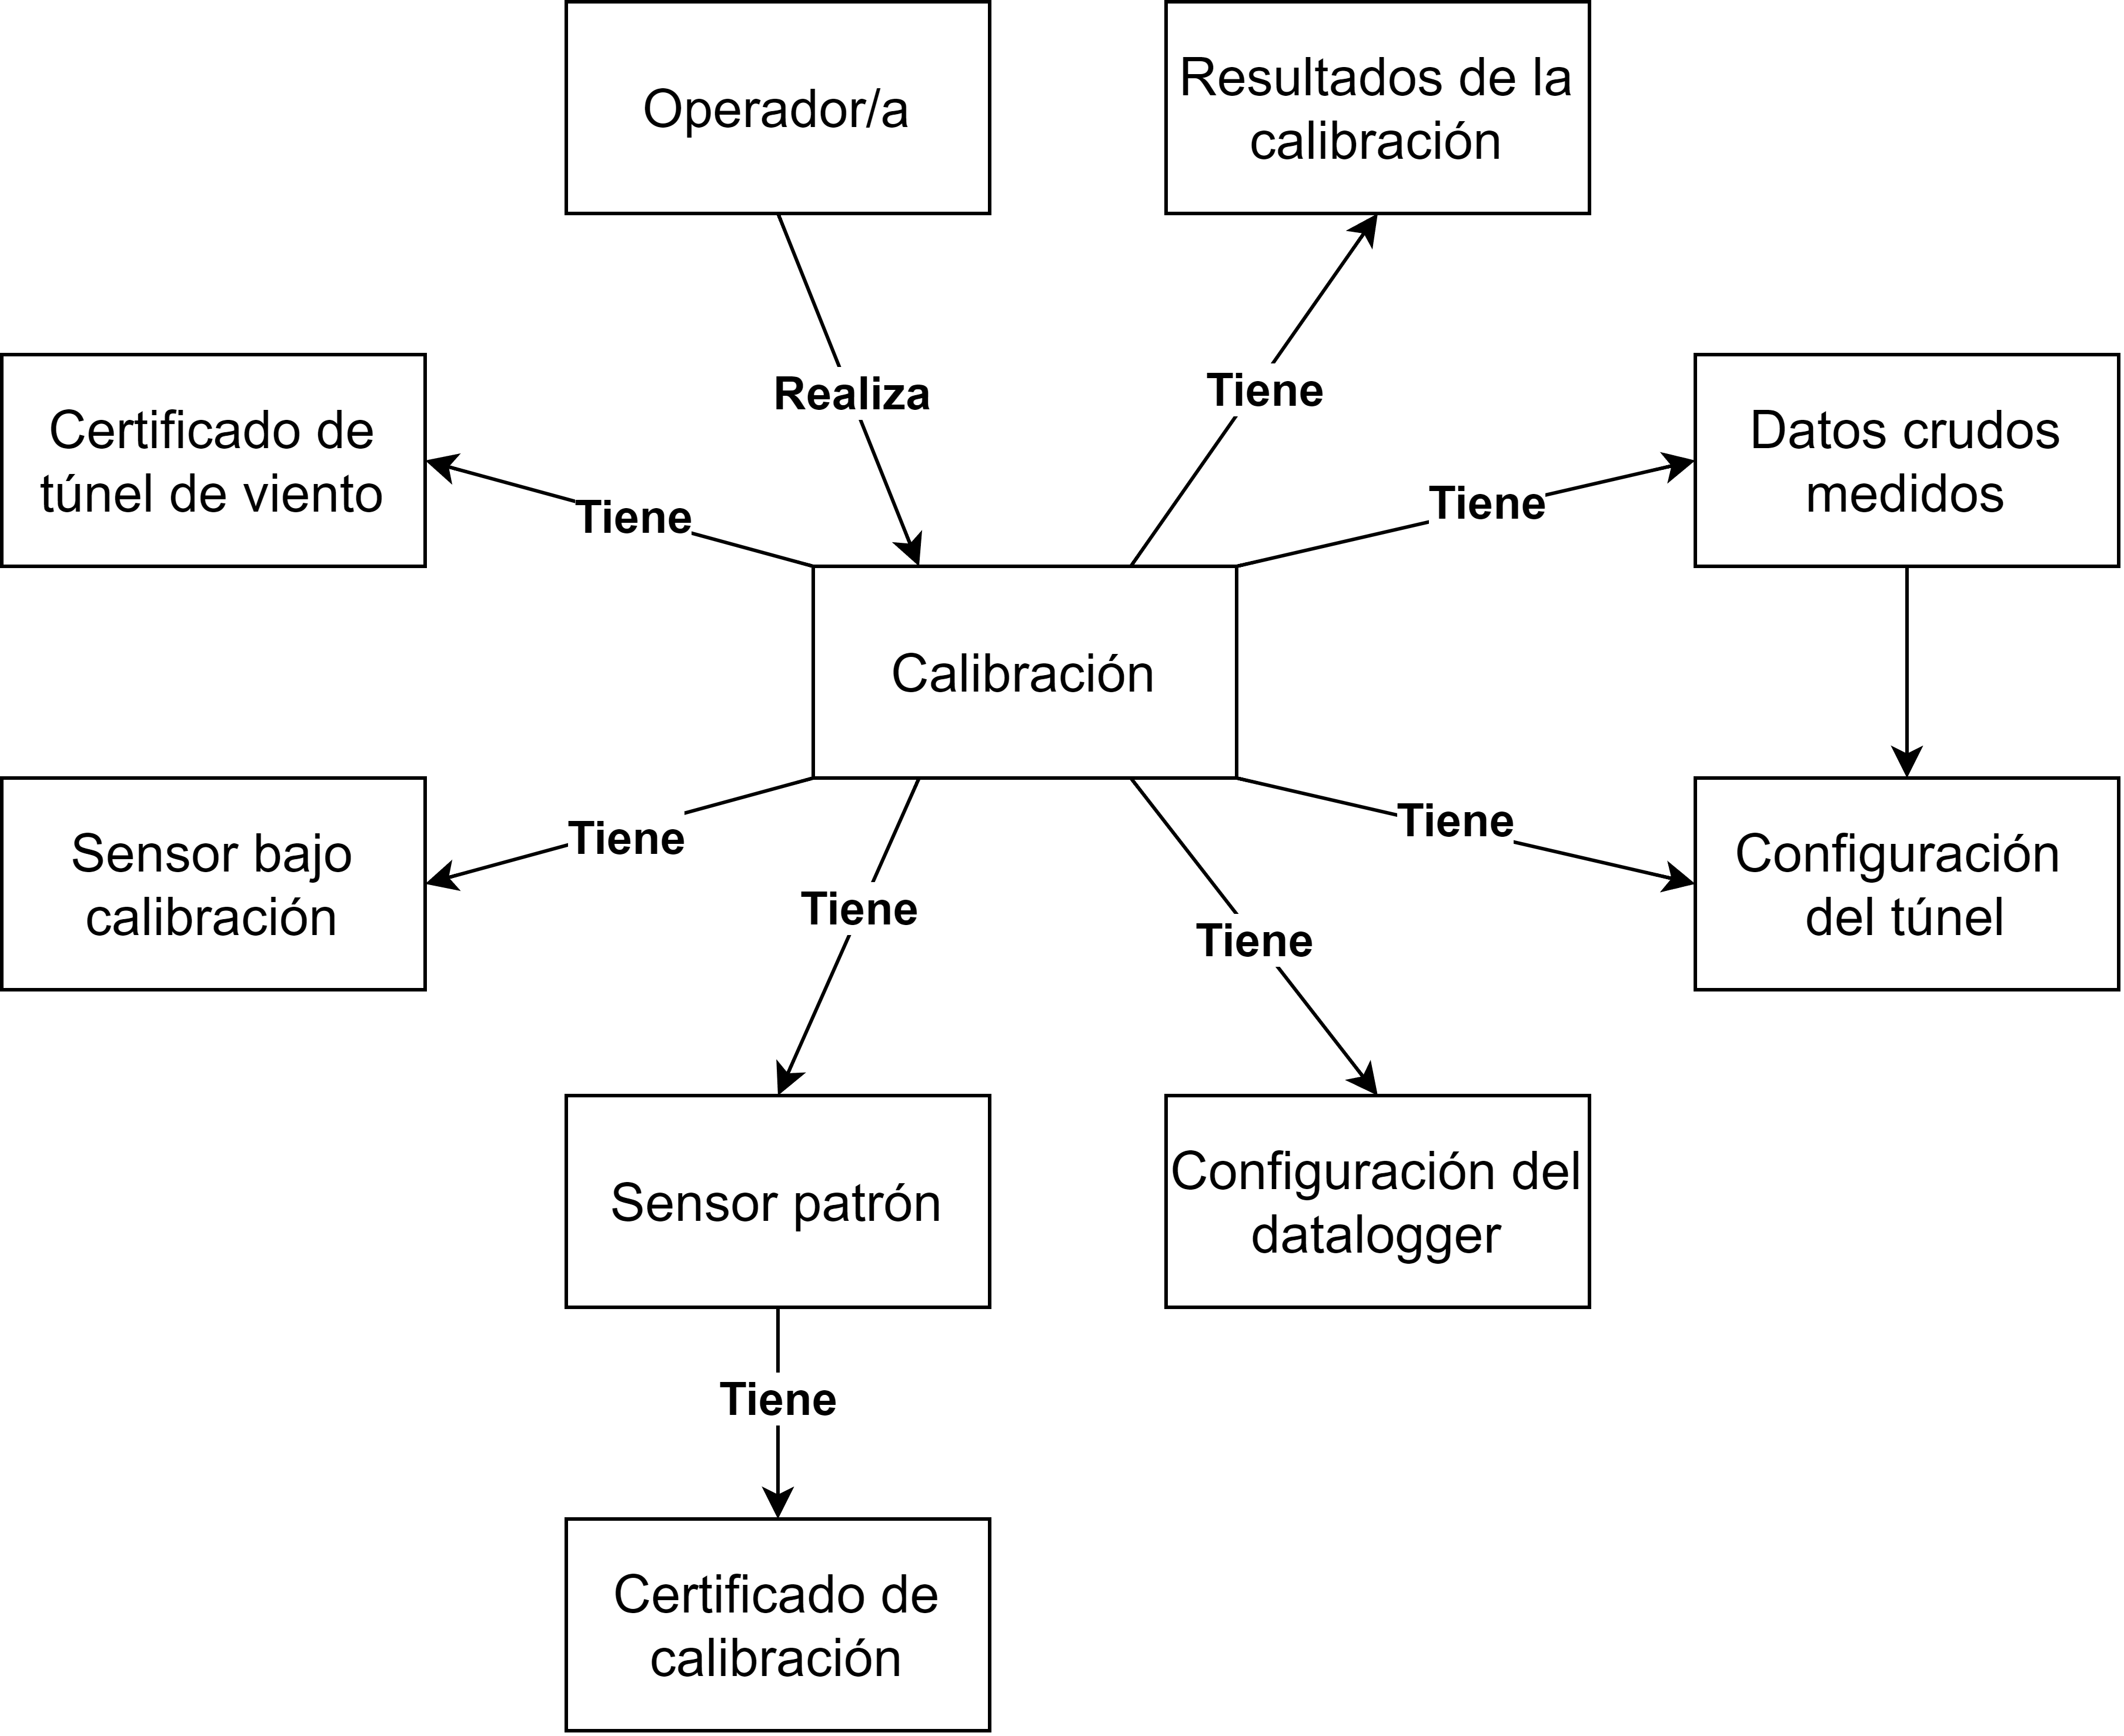 Operador/a
Resultados de la
calibración
Realiza
Tiene
Certificado de
túnel de viento
Tiene
Tiene
Datos crudos
medidos
Calibración
Sensor bajo
calibración
Tiene
Tiene
Tiene
Tiene
Configuración
del túnel
Sensor patrón
Configuración del
datalogger
Tiene
Certificado de
calibración